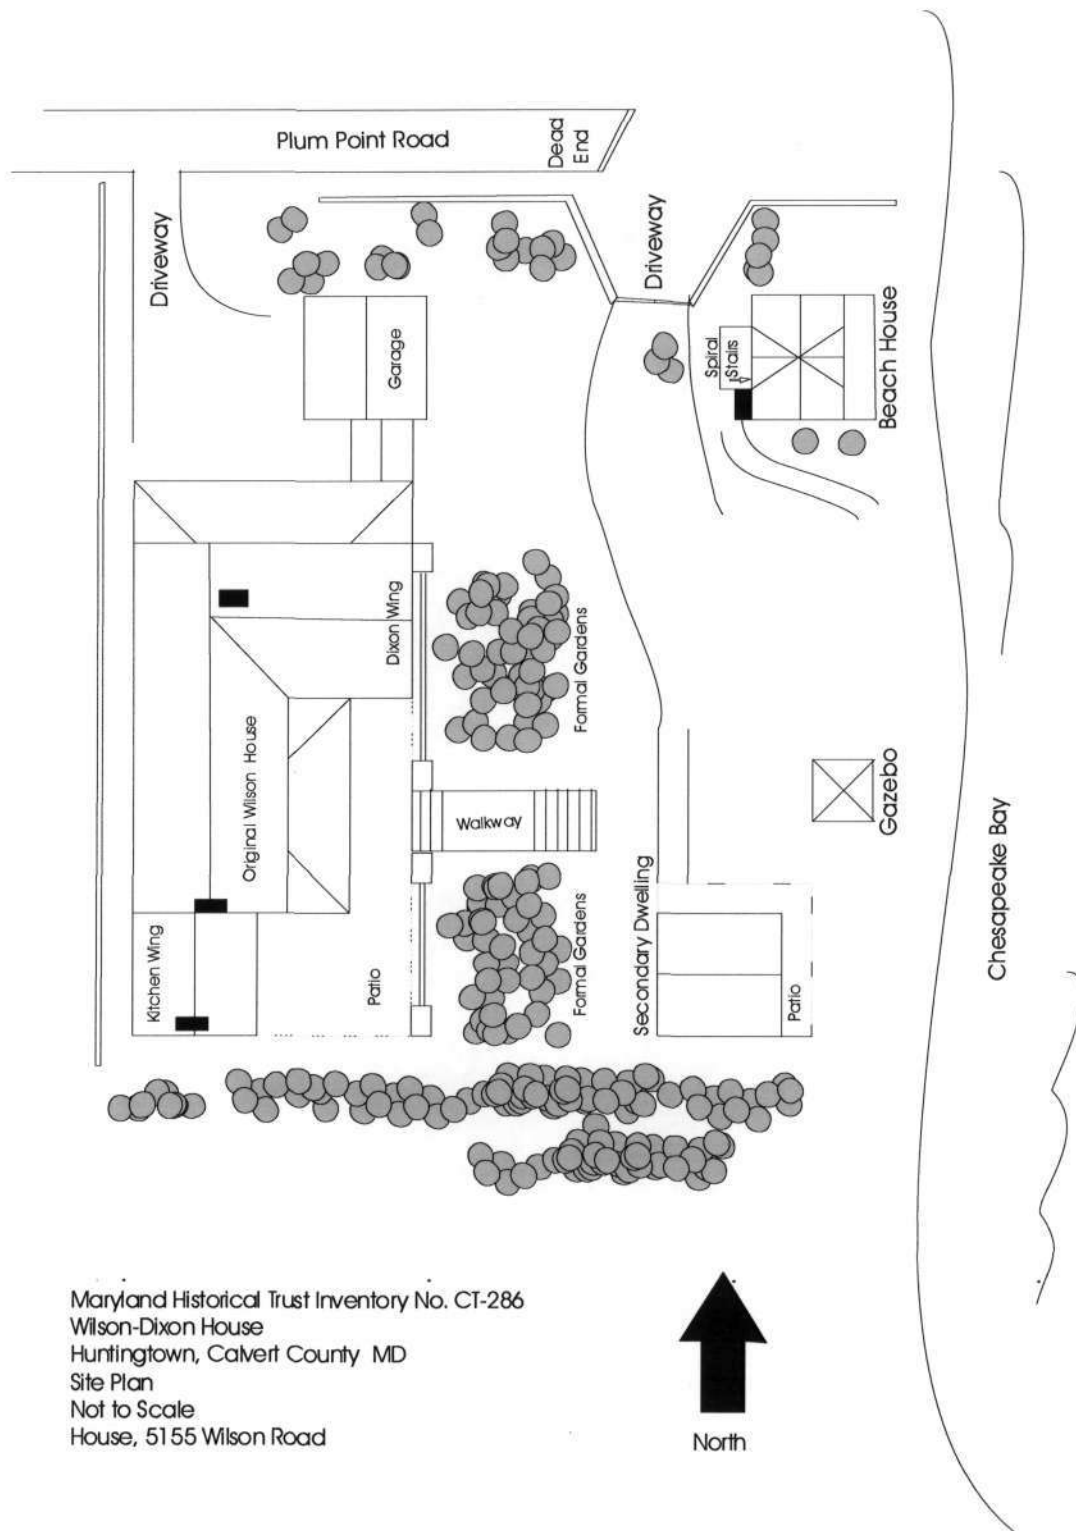 Plum Point Road
Dead
End
Driveway
Driveway
Garage
Spiral
Stairs
Beach House
Dixon Wing
Original Wilson House
Formal Gardens
Walkway
Gazebo
Kitchen Wing
Patio
Formal Gardens
Secondary Dwelling
Patio
Chesapeake Bay
Maryland Historical Trust Inventory No. CT-286
Wilson-Dixon House
Huntingtown, Calvert County MD
Site Plan
Not to Scale
House, 5155 Wilson Road
North